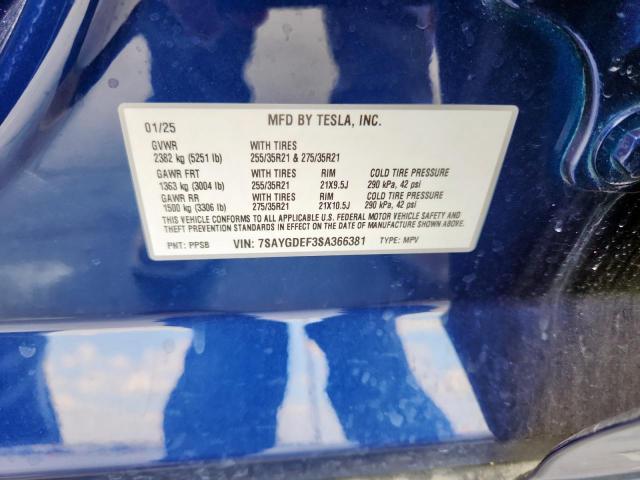 01/25 MFD BY TESLA, INC.
GVWR WITH TIRES
2382 kg (5251 lb) 255/35R21 & 275/35R21
GAWR FRT WITH TIRES RIM COLD TIRE PRESSURE
1363 kg (3004 lb) 255/35R21 21X9.5J 290 kPa, 42 psi
GAWR RR WITH TIRES RIM COLD TIRE PRESSURE
1500 kg (3306 lb) 275/35R21 21X10.5J 290 kPa, 42 psi
THIS VEHICLE CONFORMS TO ALL APPLICABLE U.S. FEDERAL MOTOR VEHICLE SAFETY AND
THEFT PREVENTION STANDARDS IN EFFECT ON THE DATE OF MANUFACTURE SHOWN ABOVE.
PNT: PPSB VIN: 7SAYGDEF3SA366381 TYPE: MPV